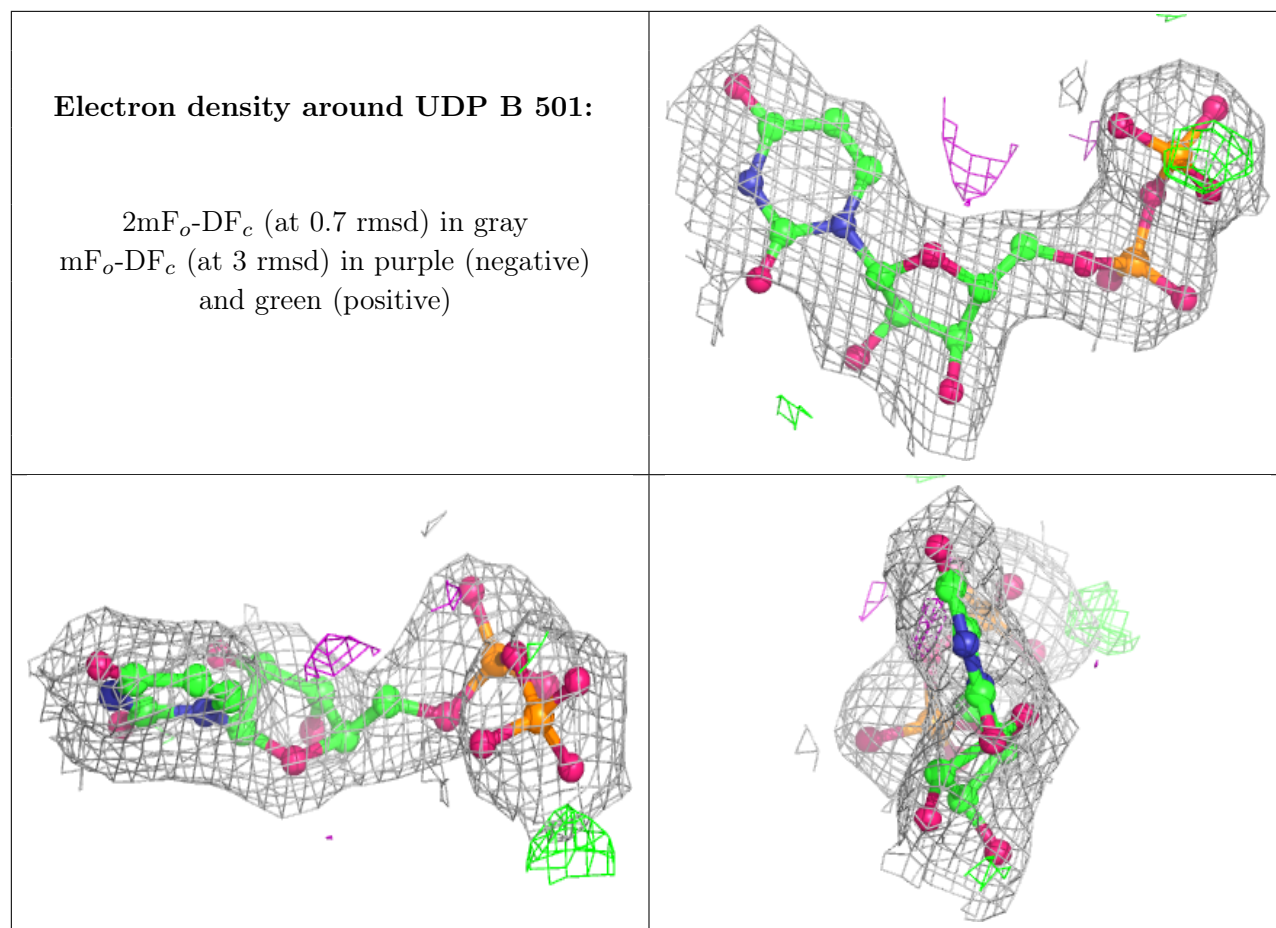 Electron density around UDP B 501:
2mFo-DFc (at 0.7 rmsd) in gray
mFo-DFc (at 3 rmsd) in purple (negative)
and green (positive)